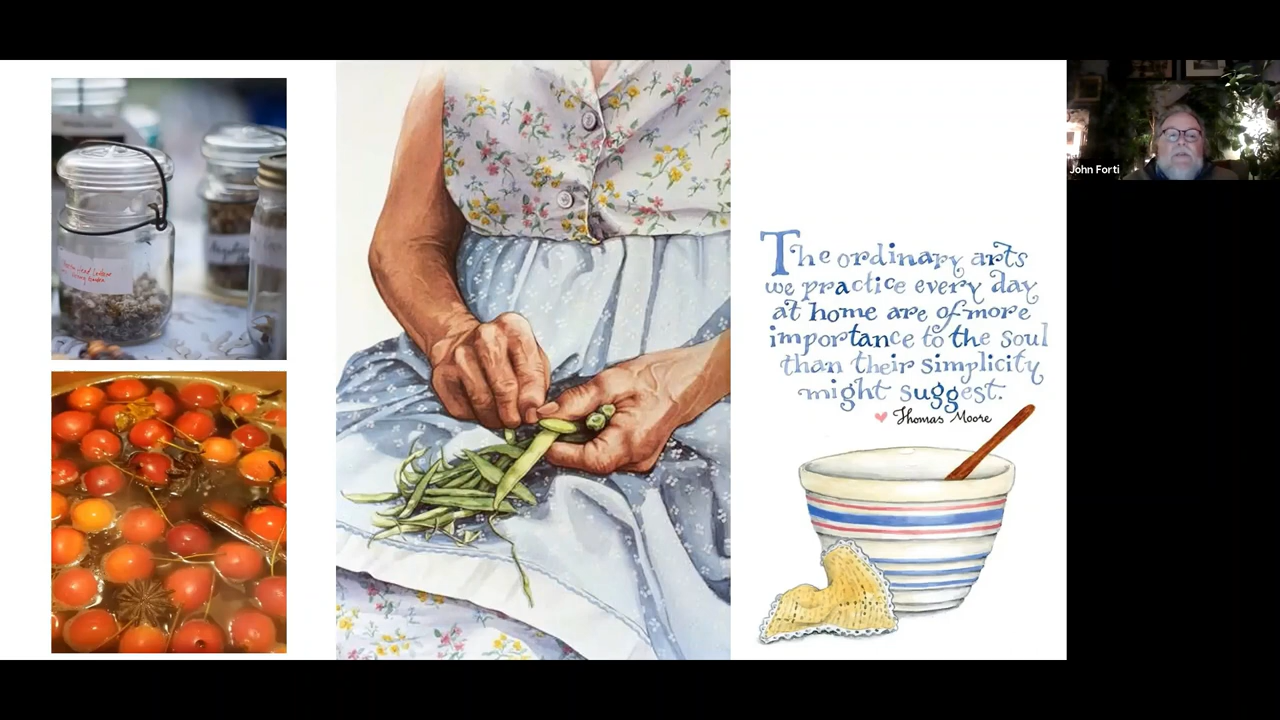 The ordinary arts
we practice every day
at home are of more
importance to the soul
than their simplicity
might suggest.
Thomas Moore
John Forti